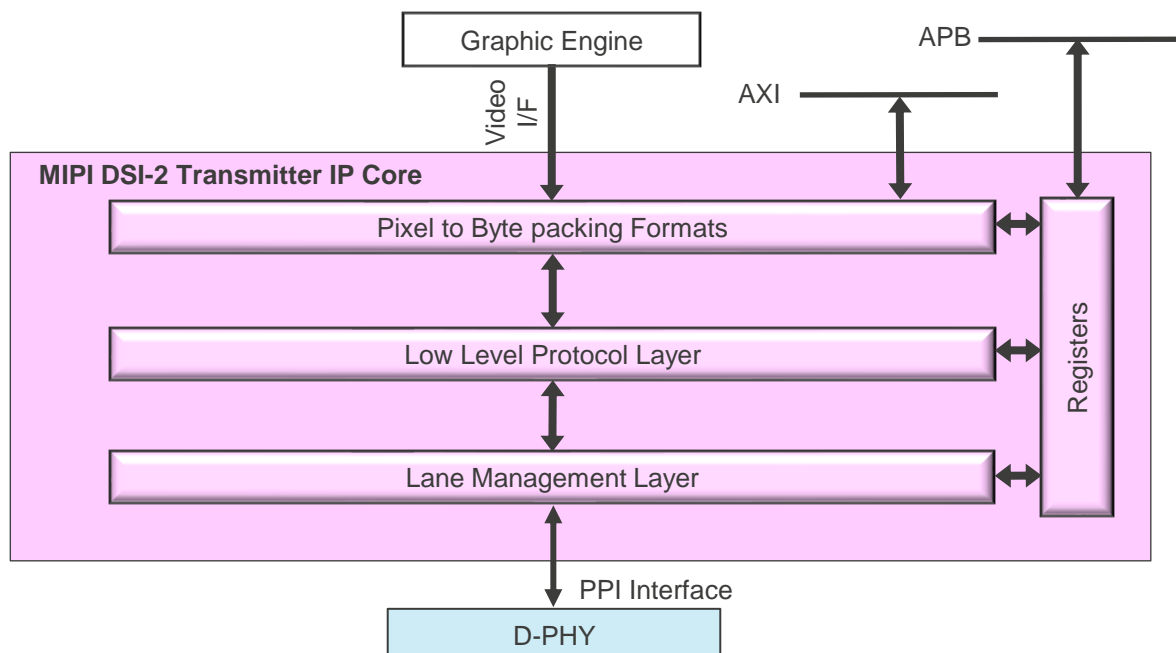 Graphic Engine
APB
AXI
Video
I/F
MIPI DSI-2 Transmitter IP Core
Pixel to Byte packing Formats
Low Level Protocol Layer
Registers
Lane Management Layer
PPI Interface
D-PHY